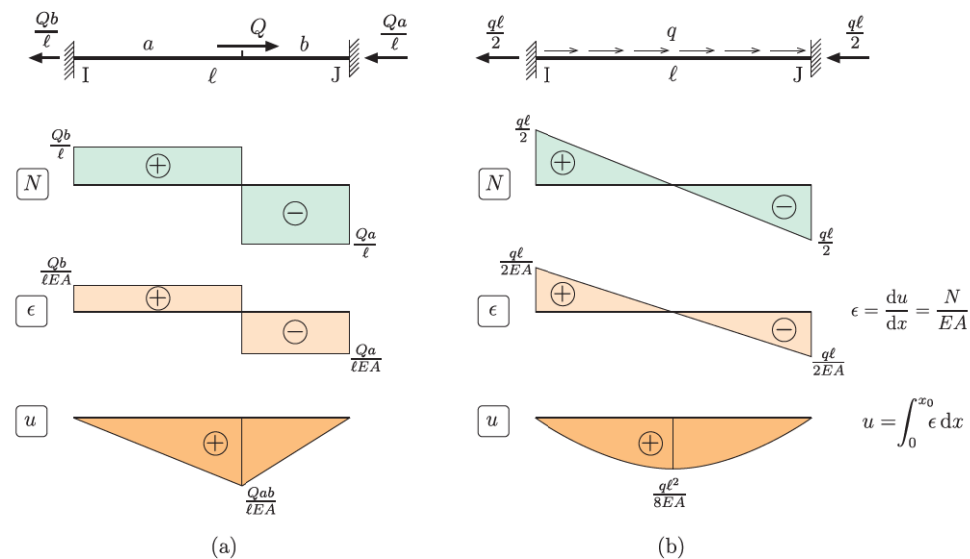 Qb/ℓ Q Qa/ℓ
a b
I ℓ J
qℓ/2 q qℓ/2
I ℓ J
Qb/ℓ
N
+
−
Qa/ℓ
qℓ/2
N
+
−
qℓ/2
Qb/ℓEA
ϵ
+
−
Qa/ℓEA
qℓ/2EA
ϵ
+
−
qℓ/2EA
ϵ = du/dx = N/EA
u
+
Qab/ℓEA
u
+
qℓ²/8EA
u = ∫₀^x₀ ϵ dx
(a) (b)